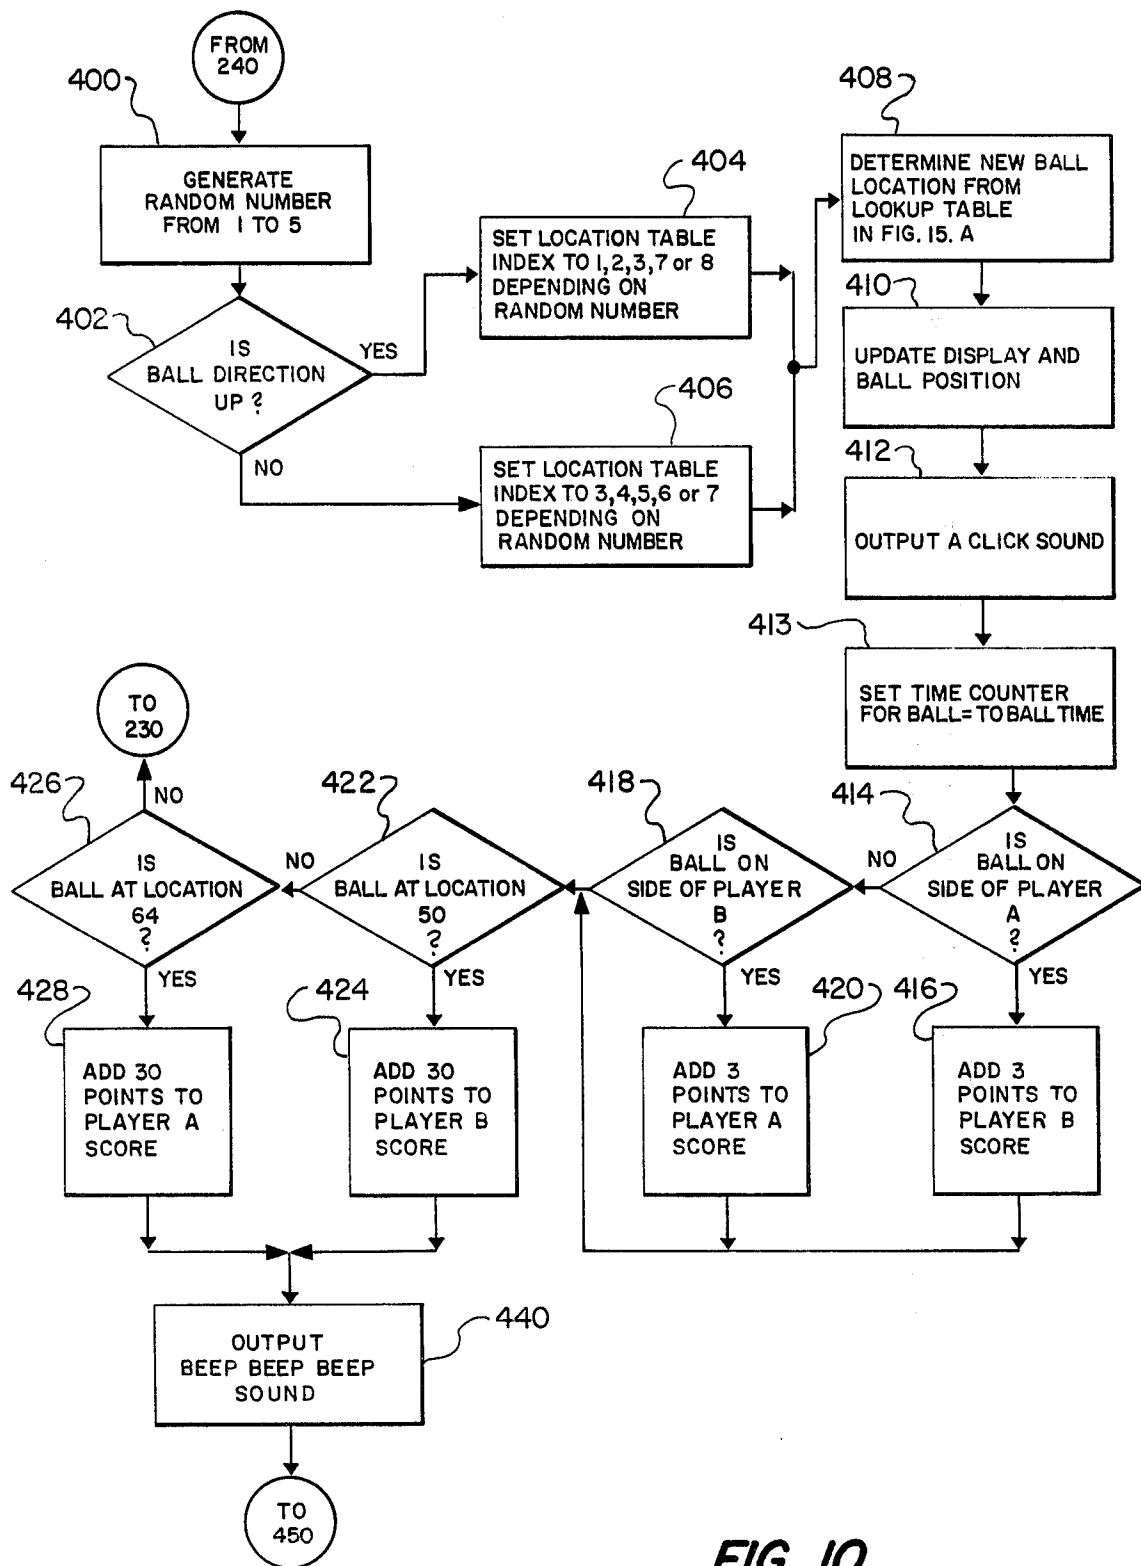 FROM
240
400
GENERATE
RANDOM NUMBER
FROM 1 TO 5
402
IS
BALL DIRECTION
UP ?
YES
NO
404
SET LOCATION TABLE
INDEX TO 1,2,3,7 or 8
DEPENDING ON
RANDOM NUMBER
406
SET LOCATION TABLE
INDEX TO 3,4,5,6 or 7
DEPENDING ON
RANDOM NUMBER
408
DETERMINE NEW BALL
LOCATION FROM
LOOKUP TABLE
IN FIG. 15. A
410
UPDATE DISPLAY AND
BALL POSITION
412
OUTPUT A CLICK SOUND
413
SET TIME COUNTER
FOR BALL= TO BALL TIME
414
IS
BALL ON
SIDE OF PLAYER
A
?
NO
YES
416
ADD 3
POINTS TO
PLAYER B
SCORE
418
IS
BALL ON
SIDE OF PLAYER
B
?
YES
420
ADD 3
POINTS TO
PLAYER A
SCORE
422
IS
BALL AT LOCATION
50
?
NO
YES
424
ADD 30
POINTS TO
PLAYER B
SCORE
426
IS
BALL AT LOCATION
64
?
NO
YES
TO
230
428
ADD 30
POINTS TO
PLAYER A
SCORE
440
OUTPUT
BEEP BEEP BEEP
SOUND
TO
450
FIG. 10